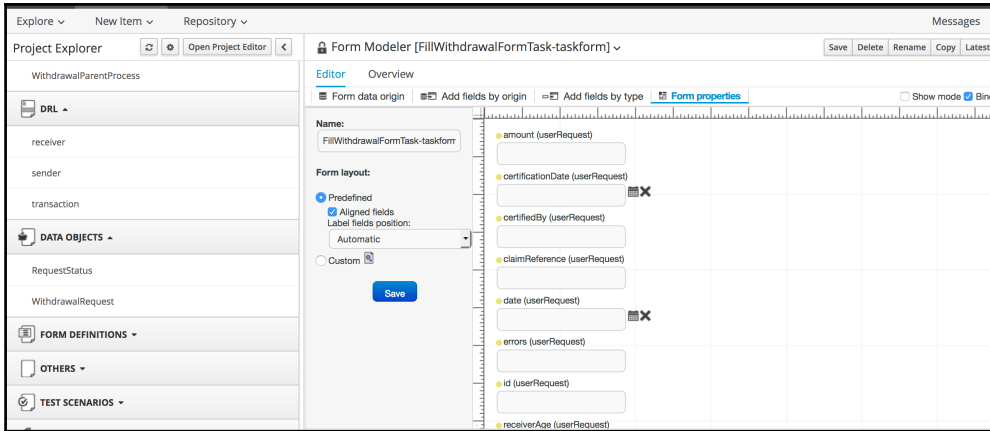 Explore New Item Repository Messages
Project Explorer Open Project Editor
Form Modeler [FillWithdrawalFormTask-taskform] Save Delete Rename Copy Latest
WithdrawalParentProcess
DRL
receiver
sender
transaction
DATA OBJECTS
RequestStatus
WithdrawalRequest
FORM DEFINITIONS
OTHERS
TEST SCENARIOS
Editor Overview
Form data origin Add fields by origin Add fields by type Form properties Show mode
Name:
FillWithdrawalFormTask-taskform
Form layout:
Predefined
Aligned fields
Label fields position:
Automatic
Custom
Save
amount (userRequest)
certificationDate (userRequest)
certifiedBy (userRequest)
claimReference (userRequest)
date (userRequest)
errors (userRequest)
id (userRequest)
receiverAge (userRequest)